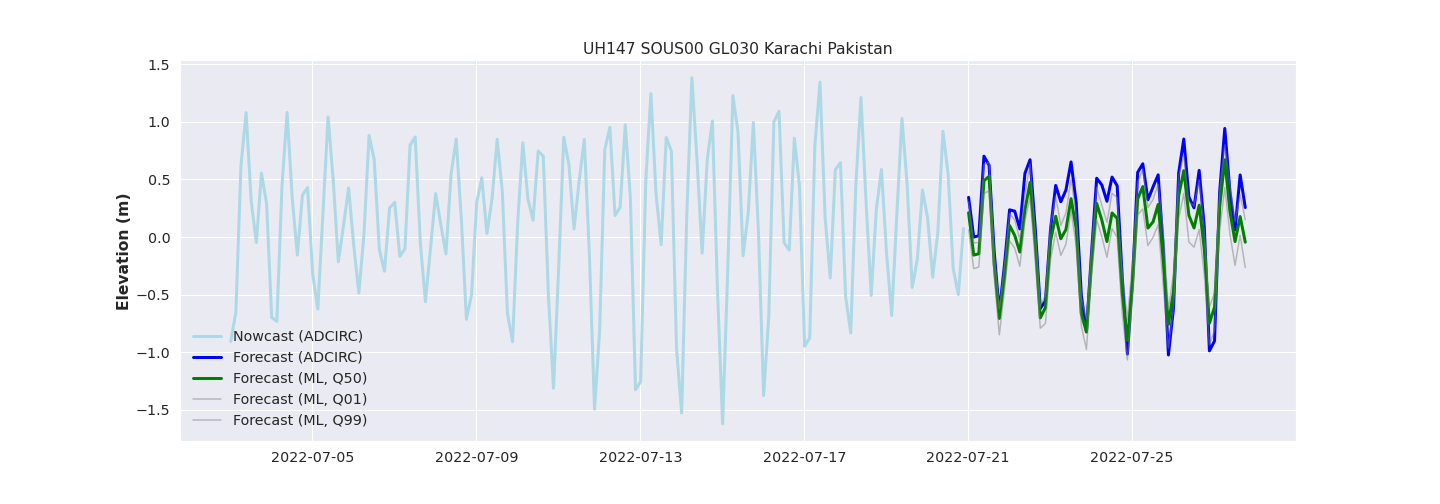 UH147 SOUS00 GL030 Karachi Pakistan
1.5
1.0
0.5
0.0
−0.5
−1.0
−1.5
Elevation (m)
Nowcast (ADCIRC)
Forecast (ADCIRC)
Forecast (ML, Q50)
Forecast (ML, Q01)
Forecast (ML, Q99)
2022-07-05 2022-07-09 2022-07-13 2022-07-17 2022-07-21 2022-07-25